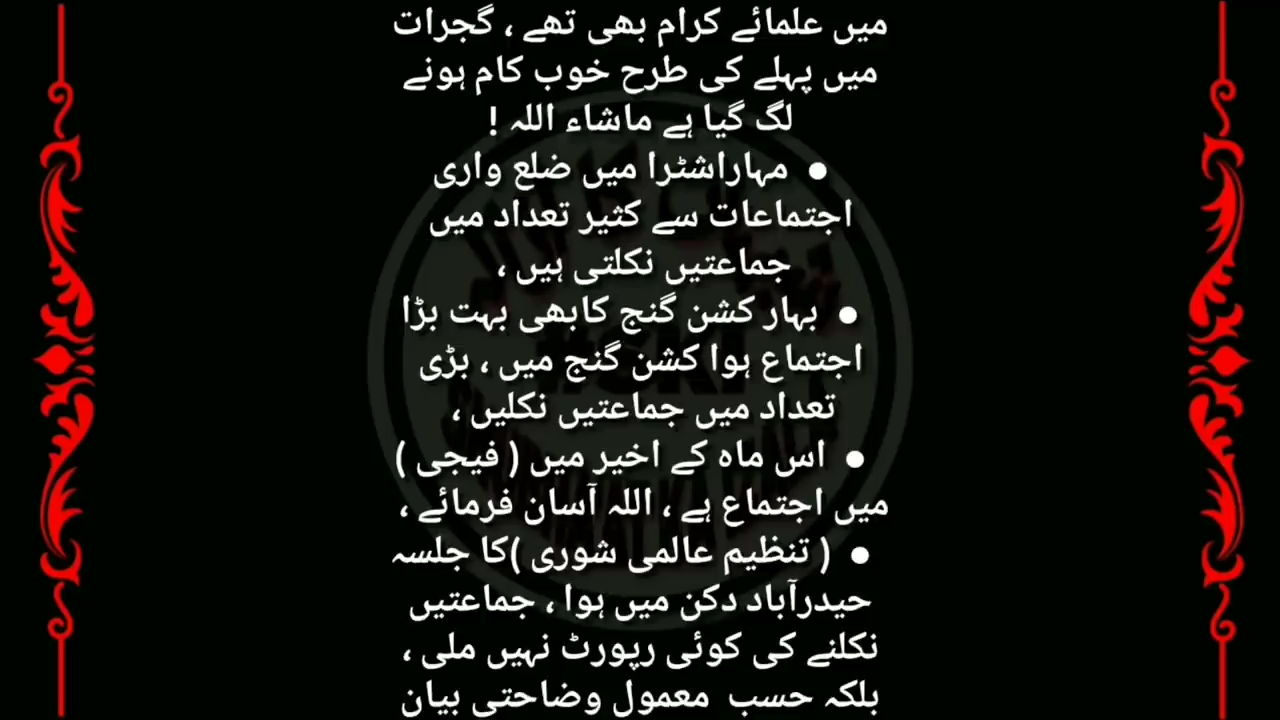 میں علمائے کرام بھی تھے ، گجرات
میں پہلے کی طرح خوب کام ہونے
لگ گیا ہے ماشاء اللہ !
● مہاراشٹرا میں ضلع واری
اجتماعات سے کثیر تعداد میں
جماعتیں نکلتی ہیں ،
● بہار کشن گنج کابھی بہت بڑا
اجتماع ہوا کشن گنج میں ، بڑی
تعداد میں جماعتیں نکلیں ،
● اس ماہ کے اخیر میں ( فیجی )
میں اجتماع ہے ، اللہ آسان فرمائے ،
● ( تنظیم عالمی شوری )کا جلسہ
حیدرآباد دکن میں ہوا ، جماعتیں
نکلنے کی کوئی رپورٹ نہیں ملی ،
بلکہ حسب معمول وضاحتی بیان